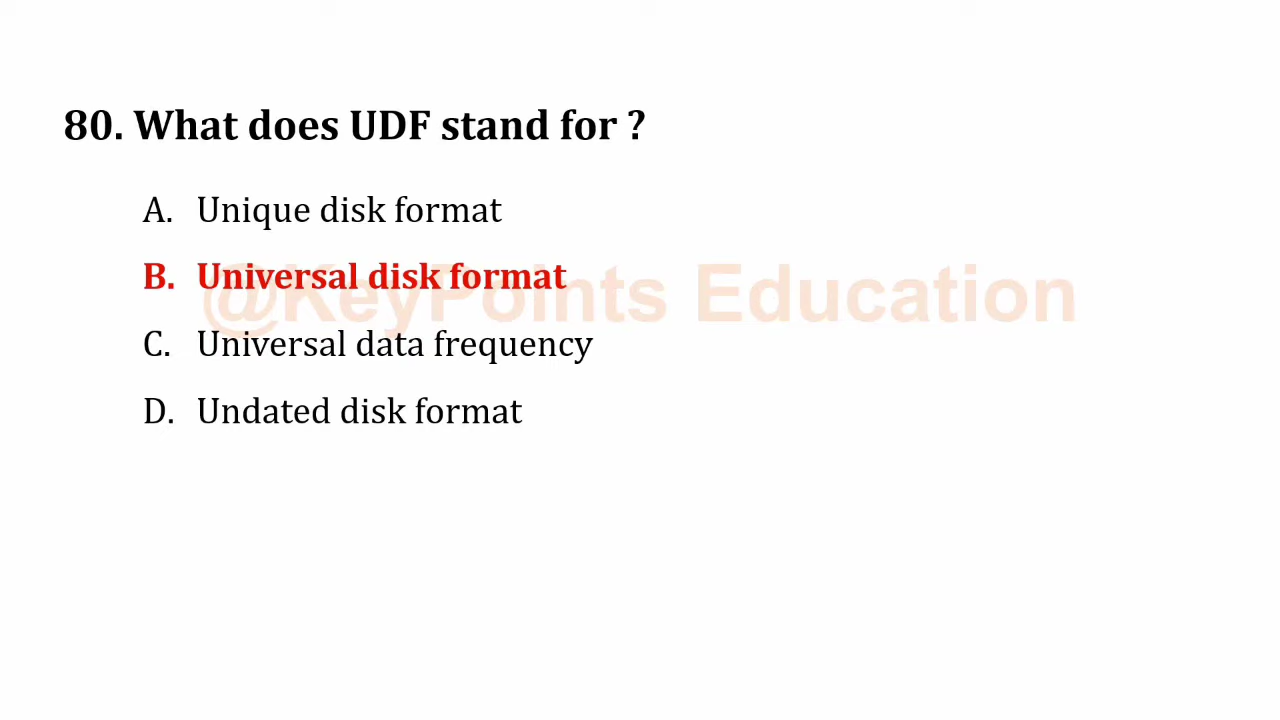 80. What does UDF stand for ?
A. Unique disk format
B. Universal disk format
@KeyPoints Education
C. Universal data frequency
D. Undated disk format